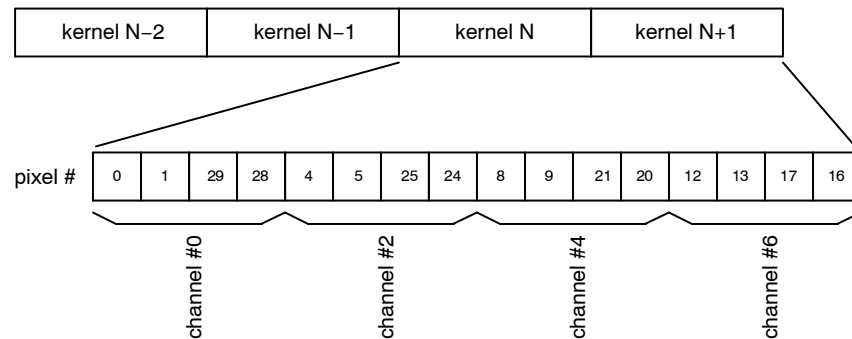 kernel N−2 kernel N−1 kernel N kernel N+1
pixel # 0 1 29 28 4 5 25 24 8 9 21 20 12 13 17 16
channel #0 channel #2 channel #4 channel #6